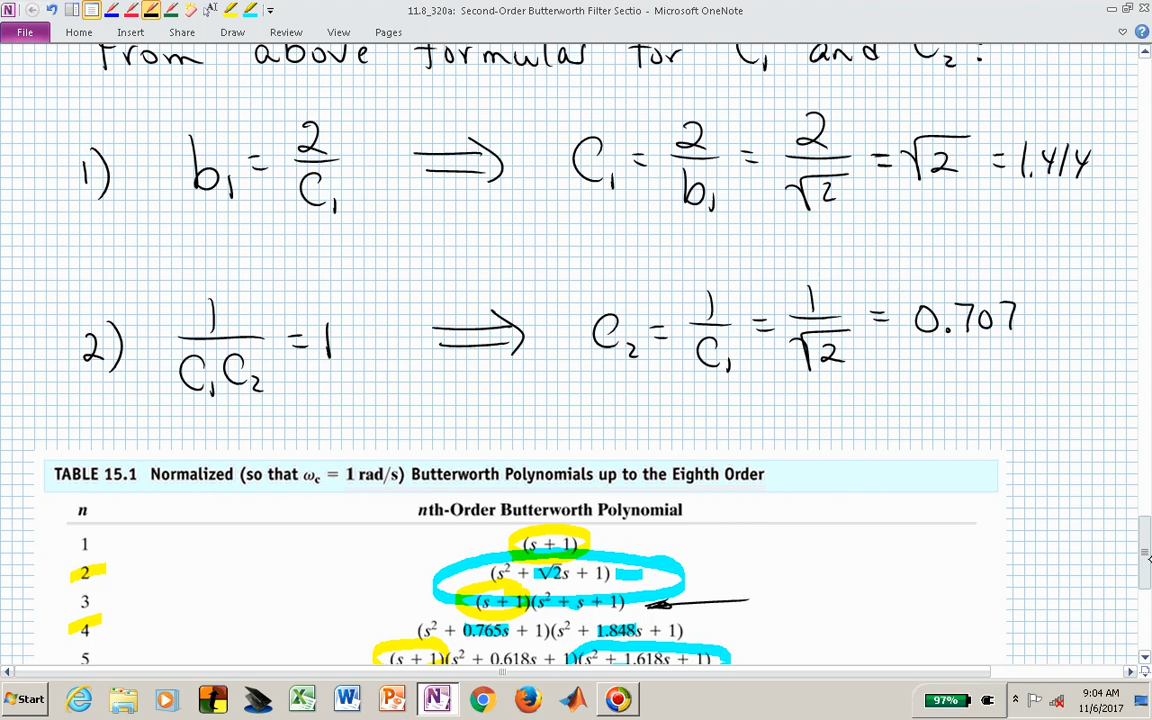 11.8_320a: Second-Order Butterworth Filter Sectio - Microsoft OneNote
File Home Insert Share Draw Review View Pages
From above formulas for C₁ and C₂:
1) b₁ = 2/C₁ ⟹ C₁ = 2/b₁ = 2/√2 = √2 = 1.414
2) 1/(C₁C₂) = 1 ⟹ C₂ = 1/C₁ = 1/√2 = 0.707
TABLE 15.1 Normalized (so that ωc = 1 rad/s) Butterworth Polynomials up to the Eighth Order
n nth-Order Butterworth Polynomial
1 (s + 1)
2 (s² + √2s + 1)
3 (s + 1)(s² + s + 1)
4 (s² + 0.765s + 1)(s² + 1.848s + 1)
5 (s + 1)(s² + 0.618s + 1)(s² + 1.618s + 1)
Start 97% 9:04 AM
11/6/2017